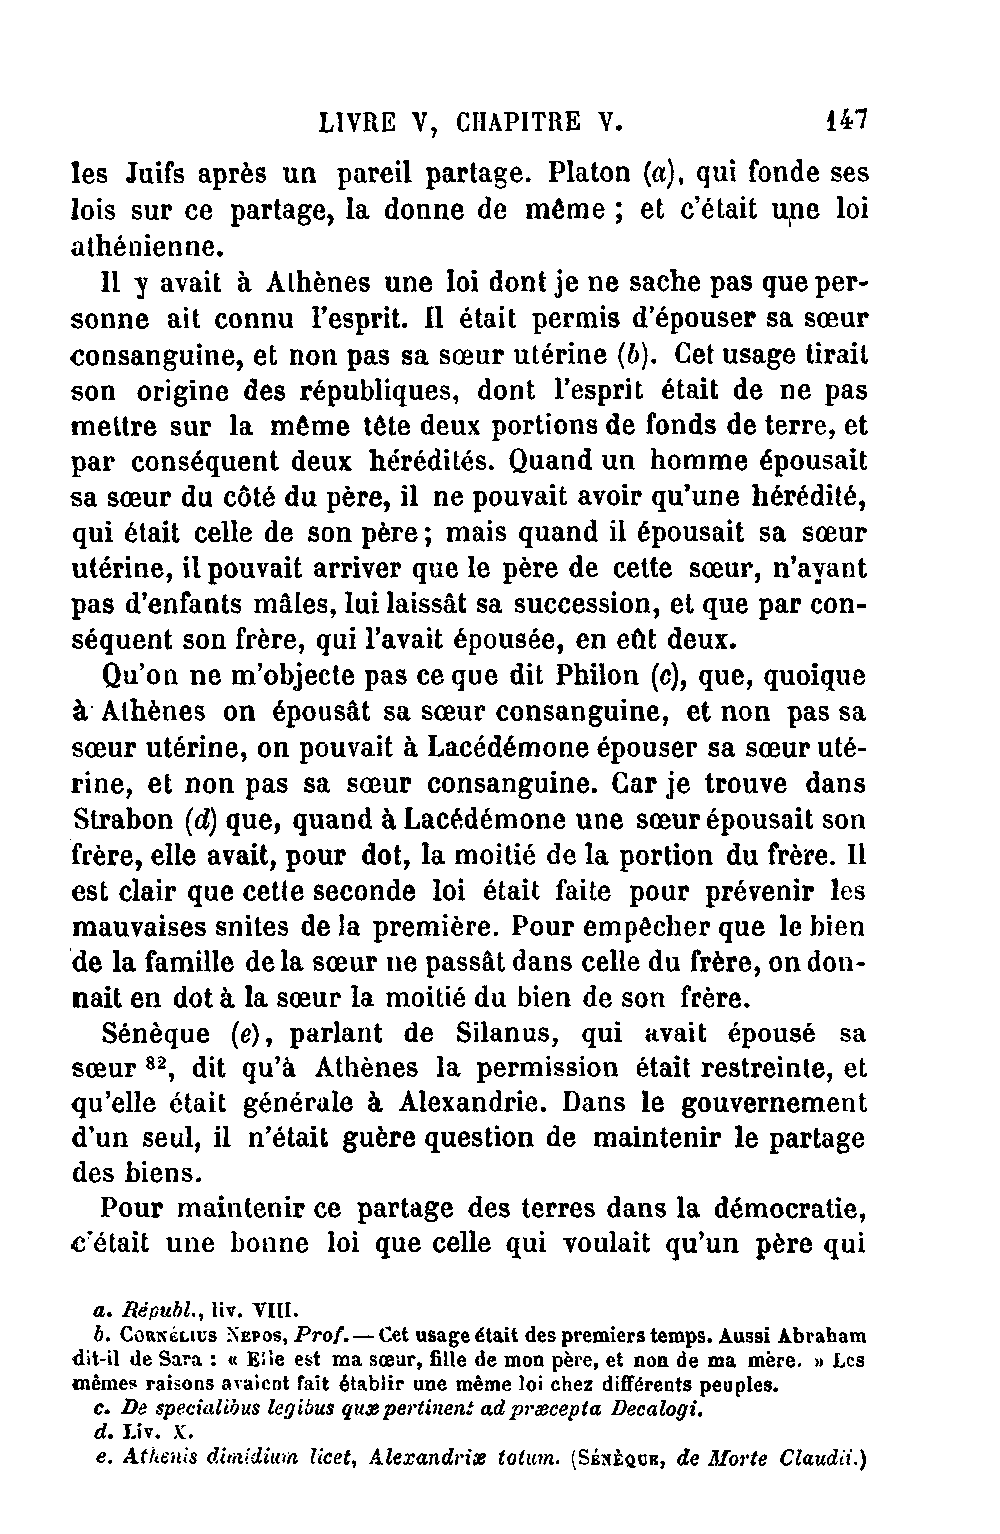 LIVRE V, CHAPITRE V. 147
les Juifs après un pareil partage. Platon (a), qui fonde ses
lois sur ce partage, la donne de même ; et c'était une loi
athénienne.
Il y avait à Athènes une loi dont je ne sache pas que per-
sonne ait connu l'esprit. Il était permis d'épouser sa sœur
consanguine, et non pas sa sœur utérine (b). Cet usage tirait
son origine des républiques, dont l'esprit était de ne pas
mettre sur la même tête deux portions de fonds de terre, et
par conséquent deux hérédités. Quand un homme épousait
sa sœur du côté du père, il ne pouvait avoir qu'une hérédité,
qui était celle de son père ; mais quand il épousait sa sœur
utérine, il pouvait arriver que le père de cette sœur, n'ayant
pas d'enfants mâles, lui laissât sa succession, et que par con-
séquent son frère, qui l'avait épousée, en eût deux.
Qu'on ne m'objecte pas ce que dit Philon (c), que, quoique
à Athènes on épousât sa sœur consanguine, et non pas sa
sœur utérine, on pouvait à Lacédémone épouser sa sœur uté-
rine, et non pas sa sœur consanguine. Car je trouve dans
Strabon (d) que, quand à Lacédémone une sœur épousait son
frère, elle avait, pour dot, la moitié de la portion du frère. Il
est clair que cette seconde loi était faite pour prévenir les
mauvaises snites de la première. Pour empêcher que le bien
de la famille de la sœur ne passât dans celle du frère, on don-
nait en dot à la sœur la moitié du bien de son frère.
Sénèque (e), parlant de Silanus, qui avait épousé sa
sœur 82, dit qu'à Athènes la permission était restreinte, et
qu'elle était générale à Alexandrie. Dans le gouvernement
d'un seul, il n'était guère question de maintenir le partage
des biens.
Pour maintenir ce partage des terres dans la démocratie,
c'était une bonne loi que celle qui voulait qu'un père qui
a. Républ., liv. VIII.
b. CORNÉLIUS NEPOS, Prof. — Cet usage était des premiers temps. Aussi Abraham
dit-il de Sara : « Elle est ma sœur, fille de mon père, et non de ma mère. » Les
mêmes raisons avaient fait établir une même loi chez différents peuples.
c. De specialibus legibus quæ pertinent ad præcepta Decalogi.
d. Liv. X.
e. Athenis dimidium licet, Alexandriæ totum. (SÉNÈQUE, de Morte Claudii.)